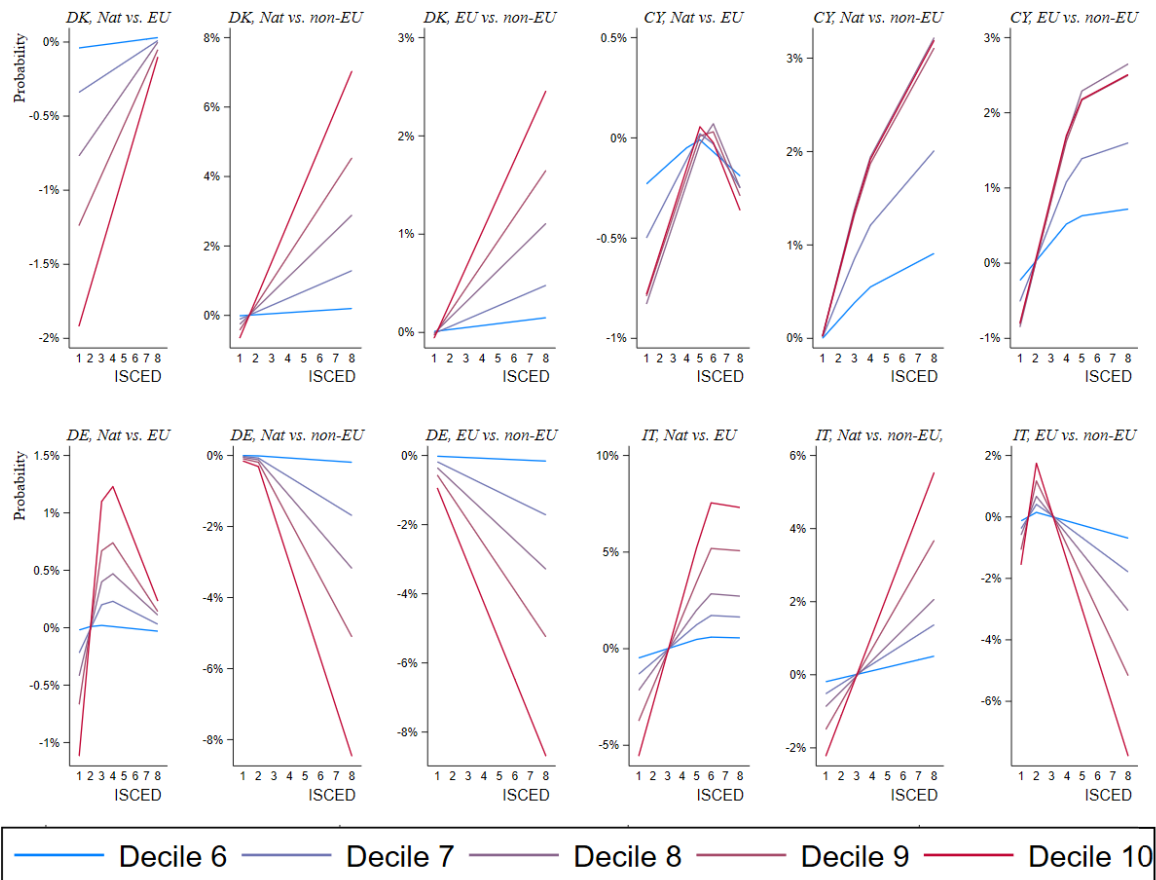 DK, Nat vs. EU
DK, Nat vs. non-EU
DK, EU vs. non-EU
CY, Nat vs. EU
CY, Nat vs. non-EU
CY, EU vs. non-EU
Probability
0%
-0.5%
-1%
-1.5%
-2%
1 2 3 4 5 6 7 8
ISCED
8%
6%
4%
2%
0%
1 2 3 4 5 6 7 8
ISCED
3%
2%
1%
0%
1 2 3 4 5 6 7 8
ISCED
0.5%
0%
-0.5%
-1%
1 2 3 4 5 6 7 8
ISCED
3%
2%
1%
0%
1 2 3 4 5 6 7 8
ISCED
3%
2%
1%
0%
-1%
1 2 3 4 5 6 7 8
ISCED
DE, Nat vs. EU
DE, Nat vs. non-EU
DE, EU vs. non-EU
IT, Nat vs. EU
IT, Nat vs. non-EU,
IT, EU vs. non-EU
Probability
1.5%
1%
0.5%
0%
-0.5%
-1%
1 2 3 4 5 6 7 8
ISCED
0%
-2%
-4%
-6%
-8%
1 2 3 4 5 6 7 8
ISCED
0%
-2%
-4%
-6%
-8%
1 2 3 4 5 6 7 8
ISCED
10%
5%
0%
-5%
1 2 3 4 5 6 7 8
ISCED
6%
4%
2%
0%
-2%
1 2 3 4 5 6 7 8
ISCED
2%
0%
-2%
-4%
-6%
1 2 3 4 5 6 7 8
ISCED
Decile 6 Decile 7 Decile 8 Decile 9 Decile 10